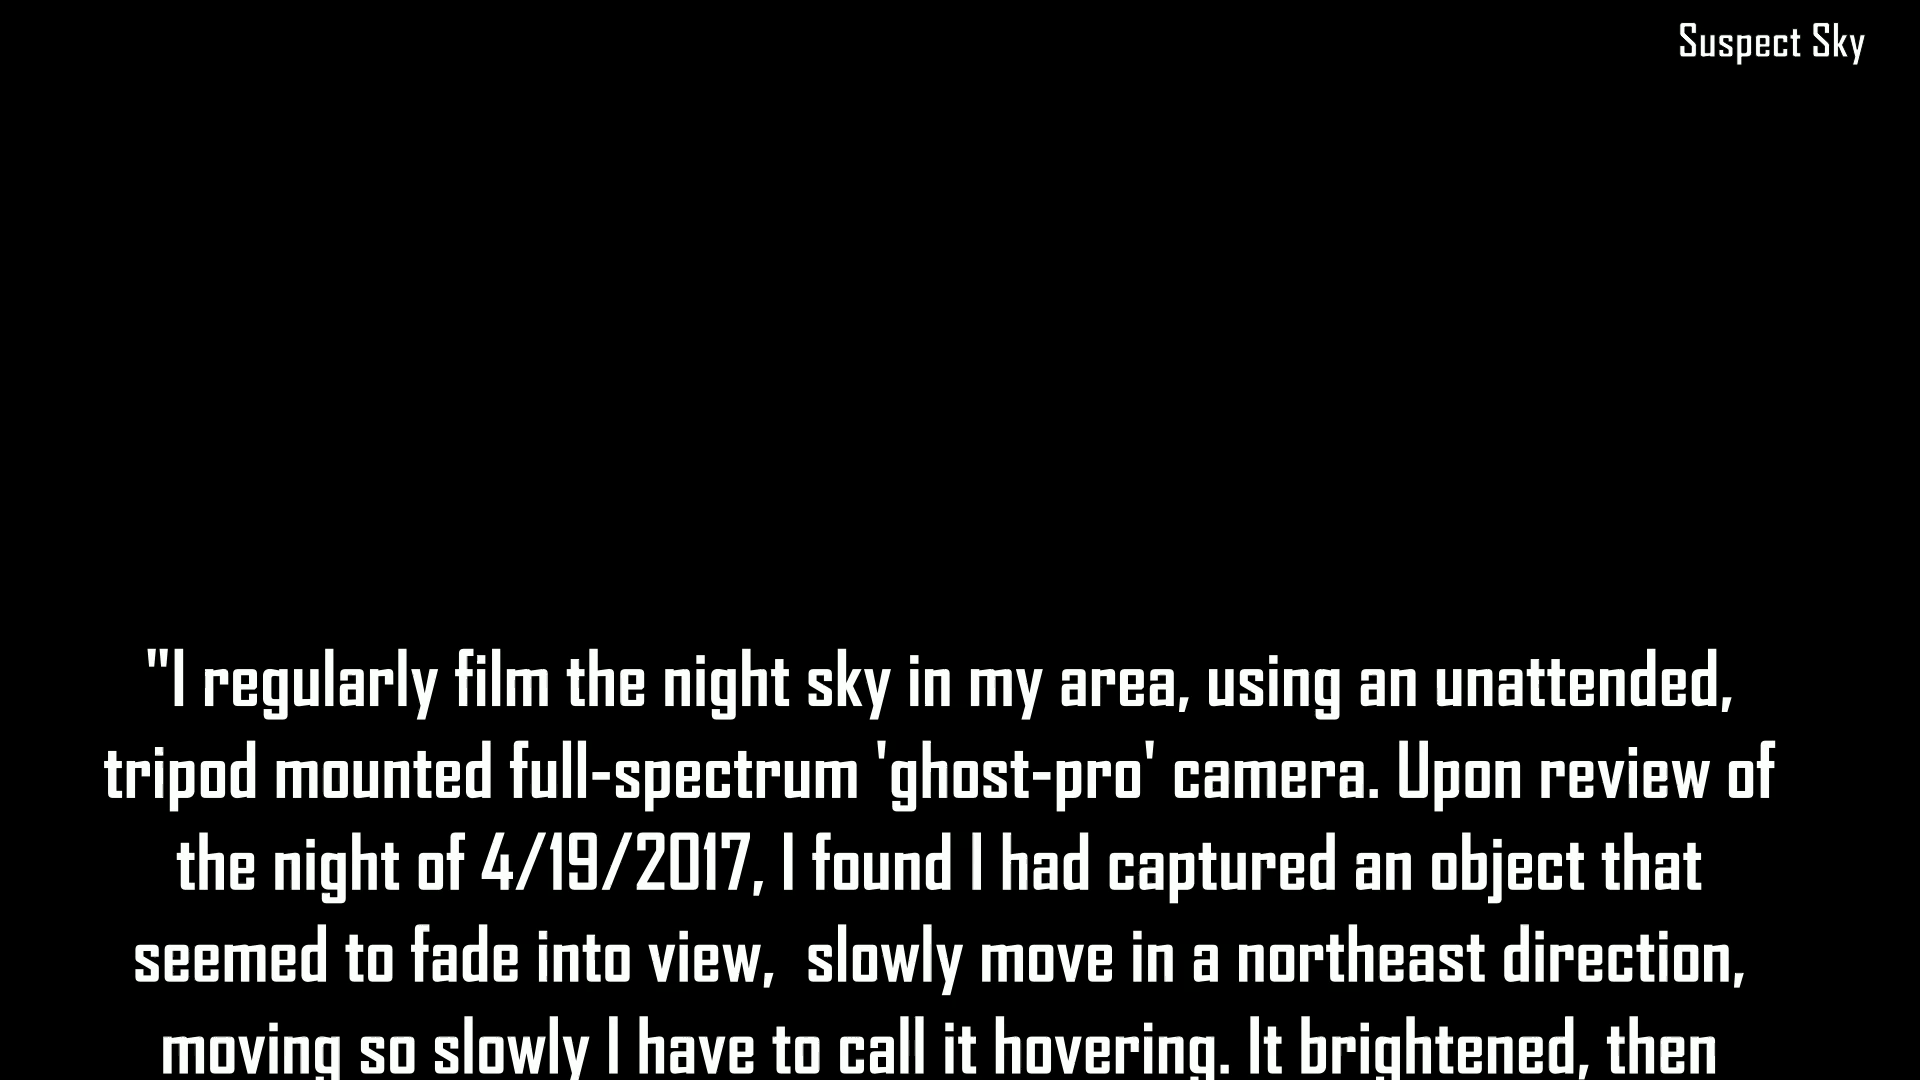 Suspect Sky
"I regularly film the night sky in my area, using an unattended,
tripod mounted full-spectrum 'ghost-pro' camera. Upon review of
the night of 4/19/2017, I found I had captured an object that
seemed to fade into view,  slowly move in a northeast direction,
moving so slowly I have to call it hovering. It brightened, then